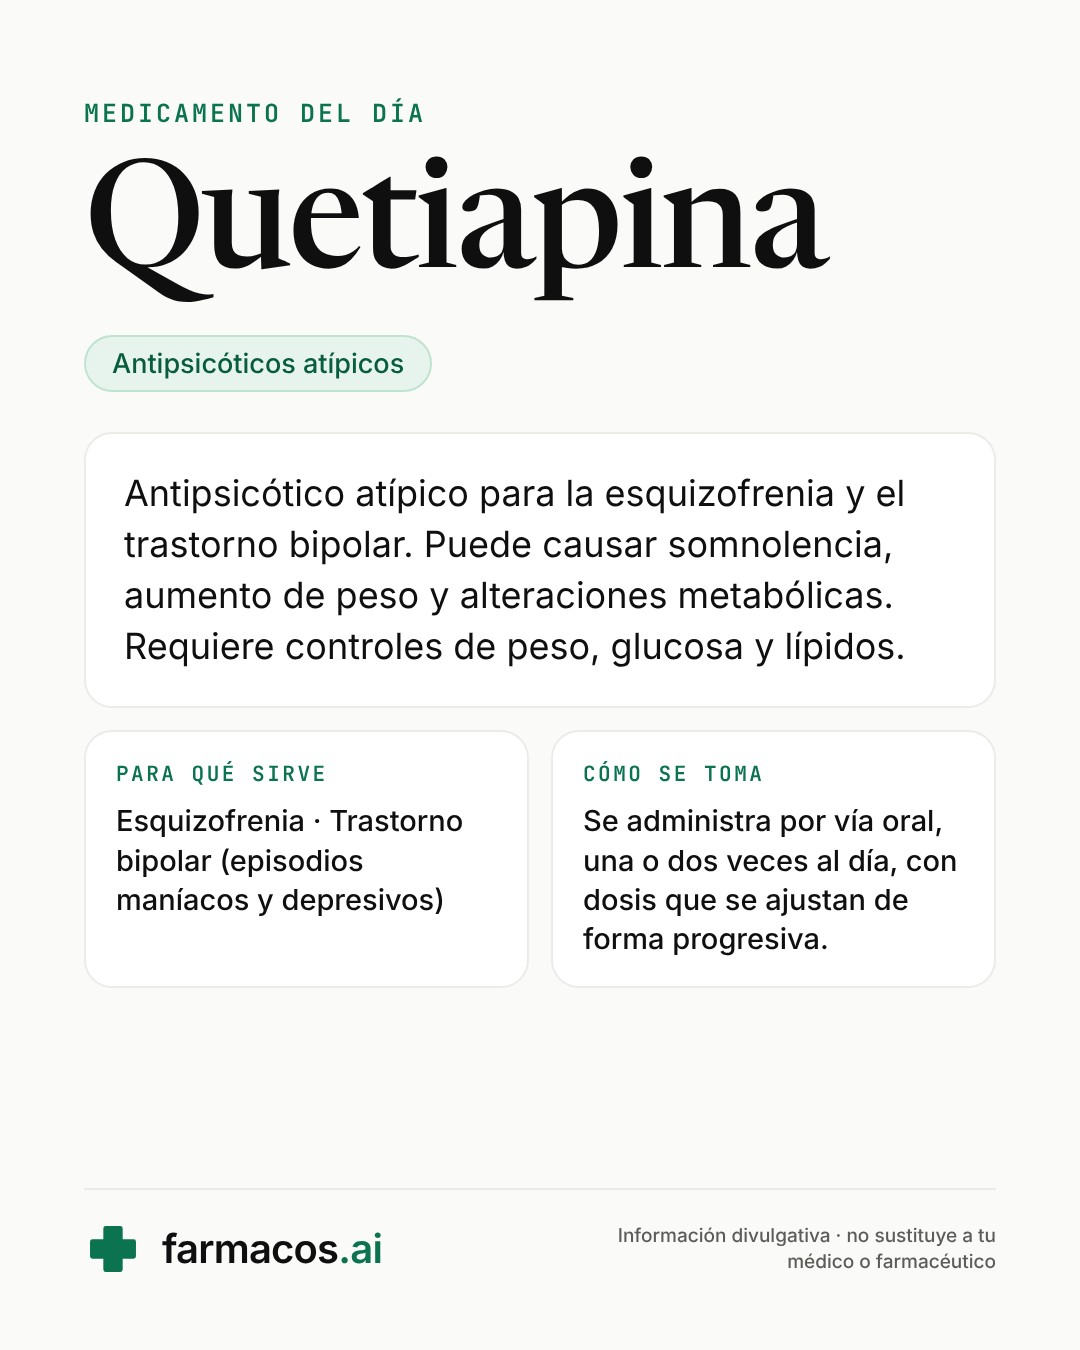 MEDICAMENTO DEL DÍA
Quetiapina
Antipsicóticos atípicos
Antipsicótico atípico para la esquizofrenia y el
trastorno bipolar. Puede causar somnolencia,
aumento de peso y alteraciones metabólicas.
Requiere controles de peso, glucosa y lípidos.
PARA QUÉ SIRVE
Esquizofrenia · Trastorno
bipolar (episodios
maníacos y depresivos)
CÓMO SE TOMA
Se administra por vía oral,
una o dos veces al día, con
dosis que se ajustan de
forma progresiva.
farmacos.ai
Información divulgativa · no sustituye a tu
médico o farmacéutico